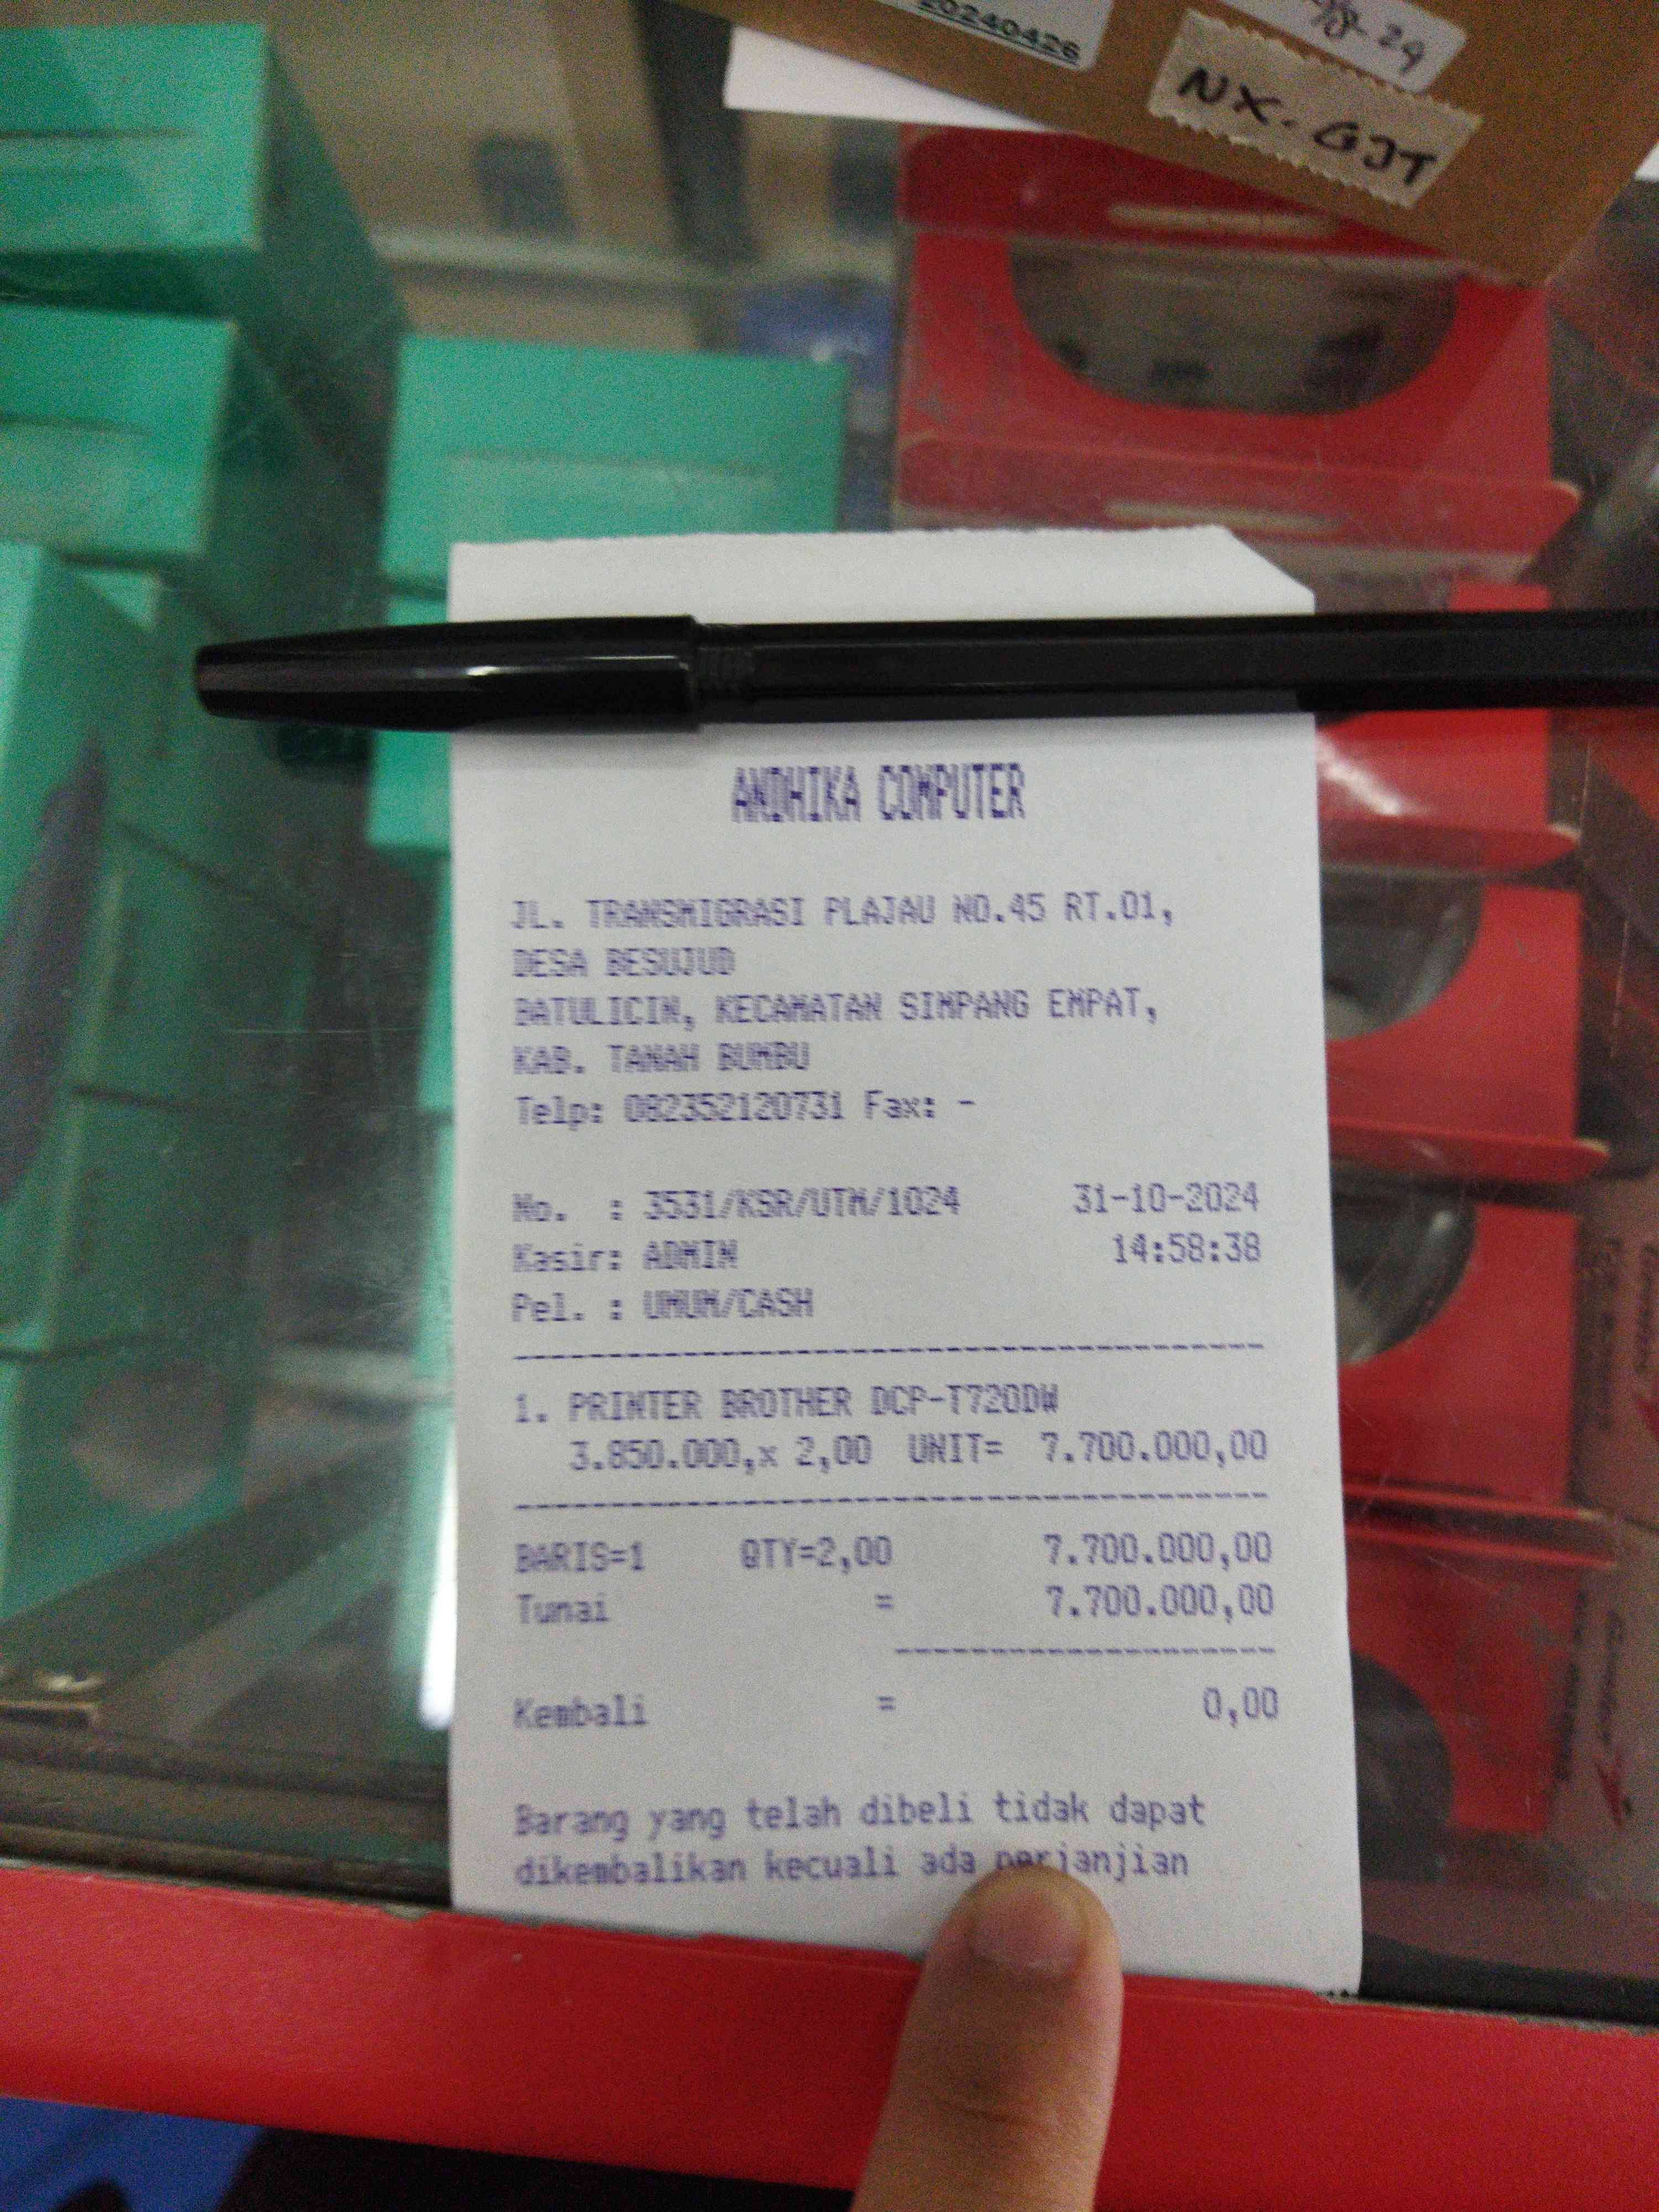 20240426
NX.GJT
ANDHIKA COMPUTER
JL. TRANSMIGRASI PLAJAU NO.45 RT.01,
DESA BESUJUD
BATULICIN, KECAMATAN SIMPANG EMPAT,
KAB. TANAH BUMBU
Telp: 082352120731 Fax: -
No. : 3531/KSR/UTM/1024 31-10-2024
Kasir: ADMIN 14:58:38
Pel. : UMUM/CASH
1. PRINTER BROTHER DCP-T720DW
3.850.000,x 2,00 UNIT= 7.700.000,00
BARIS=1 QTY=2,00 7.700.000,00
Tunai = 7.700.000,00
Kembali = 0,00
Barang yang telah dibeli tidak dapat
dikembalikan kecuali ada perjanjian